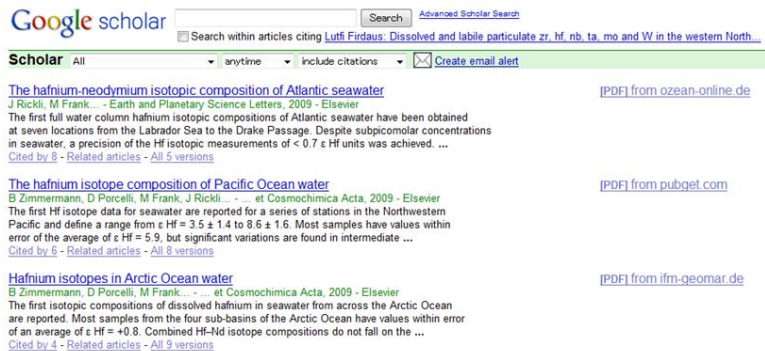 Google scholar
Search
Advanced Scholar Search
Search within articles citing Lutfi Firdaus: Dissolved and labile particulate zr, hf, nb, ta, mo and W in the western North...
Scholar All anytime include citations Create email alert
The hafnium-neodymium isotopic composition of Atlantic seawater [PDF] from ozean-online.de
J Rickli, M Frank... - Earth and Planetary Science Letters, 2009 - Elsevier
The first full water column hafnium isotopic compositions of Atlantic seawater have been obtained
at seven locations from the Labrador Sea to the Drake Passage. Despite subpicomolar concentrations
in seawater, a precision of the Hf isotopic measurements of < 0.7 ε Hf units was achieved. ...
Cited by 8 - Related articles - All 5 versions
The hafnium isotope composition of Pacific Ocean water [PDF] from pubget.com
B Zimmermann, D Porcelli, M Frank, J Rickli... - ... et Cosmochimica Acta, 2009 - Elsevier
The first Hf isotope data for seawater are reported for a series of stations in the Northwestern
Pacific and define a range from ε Hf = 3.5 ± 1.4 to 8.6 ± 1.6. Most samples have values within
error of the average of ε Hf = 5.9, but significant variations are found in intermediate ...
Cited by 6 - Related articles - All 8 versions
Hafnium isotopes in Arctic Ocean water [PDF] from ifm-geomar.de
B Zimmermann, D Porcelli, M Frank... - ... et Cosmochimica Acta, 2009 - Elsevier
The first isotopic compositions of dissolved hafnium in seawater from across the Arctic Ocean
are reported. Most samples from the four sub-basins of the Arctic Ocean have values within error
of an average of ε Hf = +0.8. Combined Hf–Nd isotope compositions do not fall on the ...
Cited by 4 - Related articles - All 9 versions